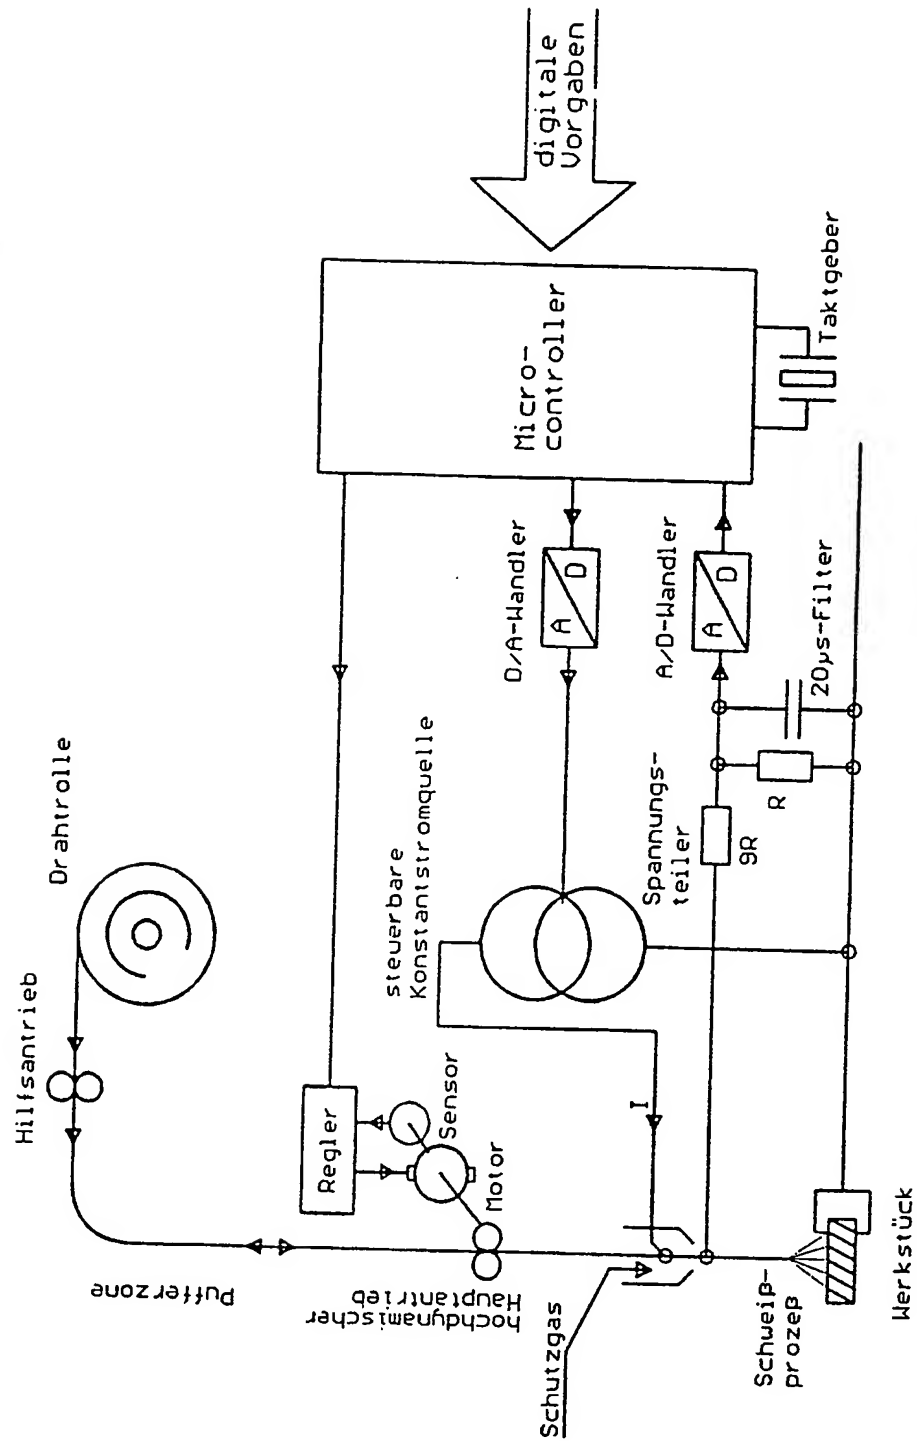 Drahtrolle
Hilfsantrieb
Pufferzone
hochdynamischer
Hauptantrieb
Regler
Sensor
Motor
steuerbare
Konstantstromquelle
D/A-Wandler
A
D
Micro-
controller
digitale
Vorgaben
Taktgeber
A/D-Wandler
A
D
20µs-Filter
Spannungs-
teiler
9R
R
I
Schutzgas
Schweiß-
prozeß
Werkstück